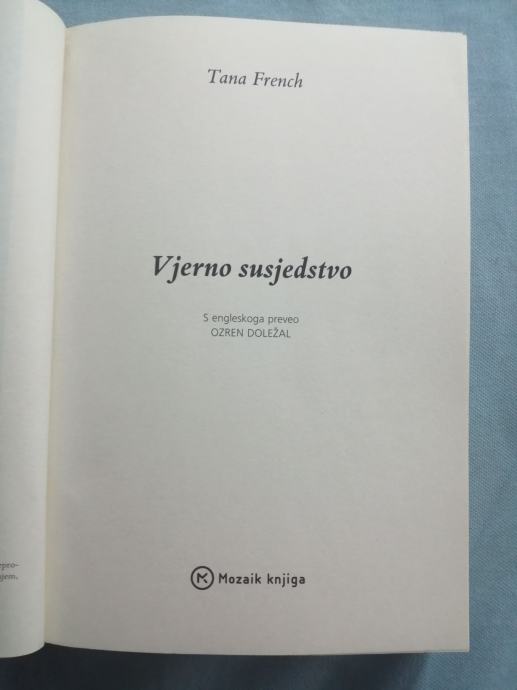 Tana French
Vjerno susjedstvo
S engleskoga preveo
OZREN DOLEŽAL
Mozaik knjiga